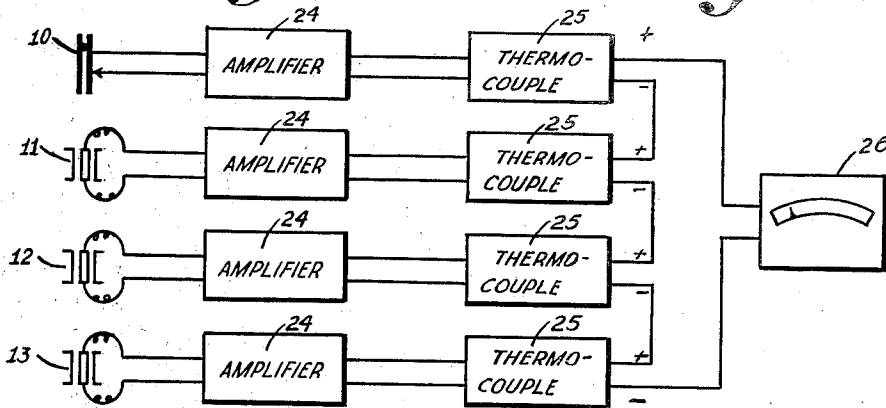 24
25
10
AMPLIFIER
THERMO-
COUPLE
+
-
24
25
11
AMPLIFIER
THERMO-
COUPLE
+
-
26
24
25
12
AMPLIFIER
THERMO-
COUPLE
+
-
24
25
13
AMPLIFIER
THERMO-
COUPLE
+
-